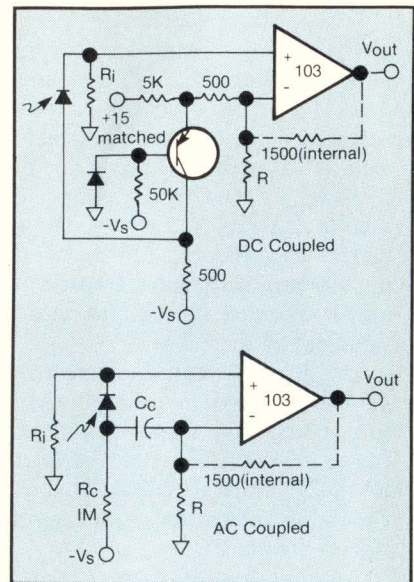 Vout
+
103
-
Ri
5K
500
+15
matched
1500(internal)
50K
R
-VS
DC Coupled
500
-VS
Vout
+
103
-
Ri
CC
1500(internal)
RC
IM
R
-VS
AC Coupled